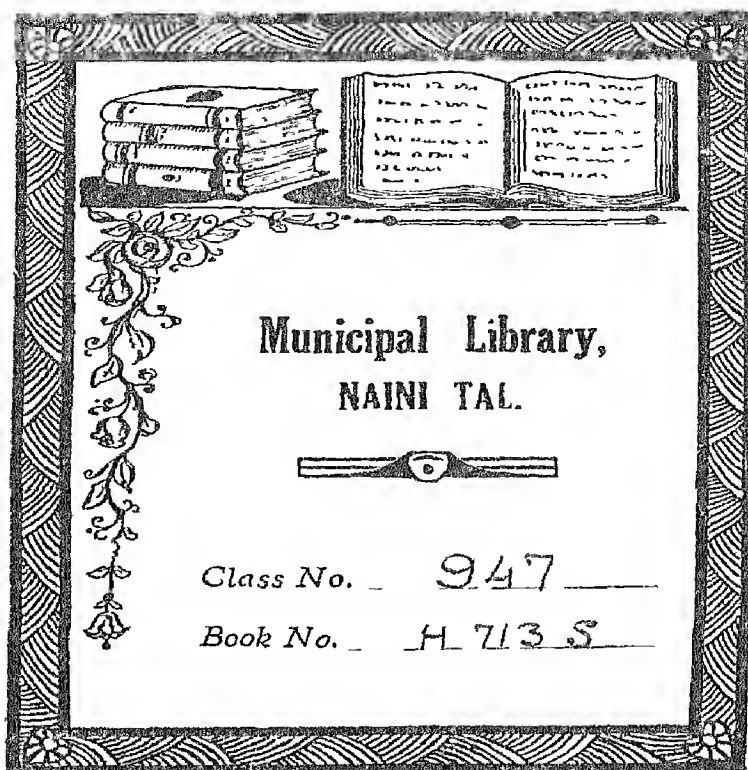 Municipal Library,
NAINI TAL.
Class No. 947
Book No. H 713 S